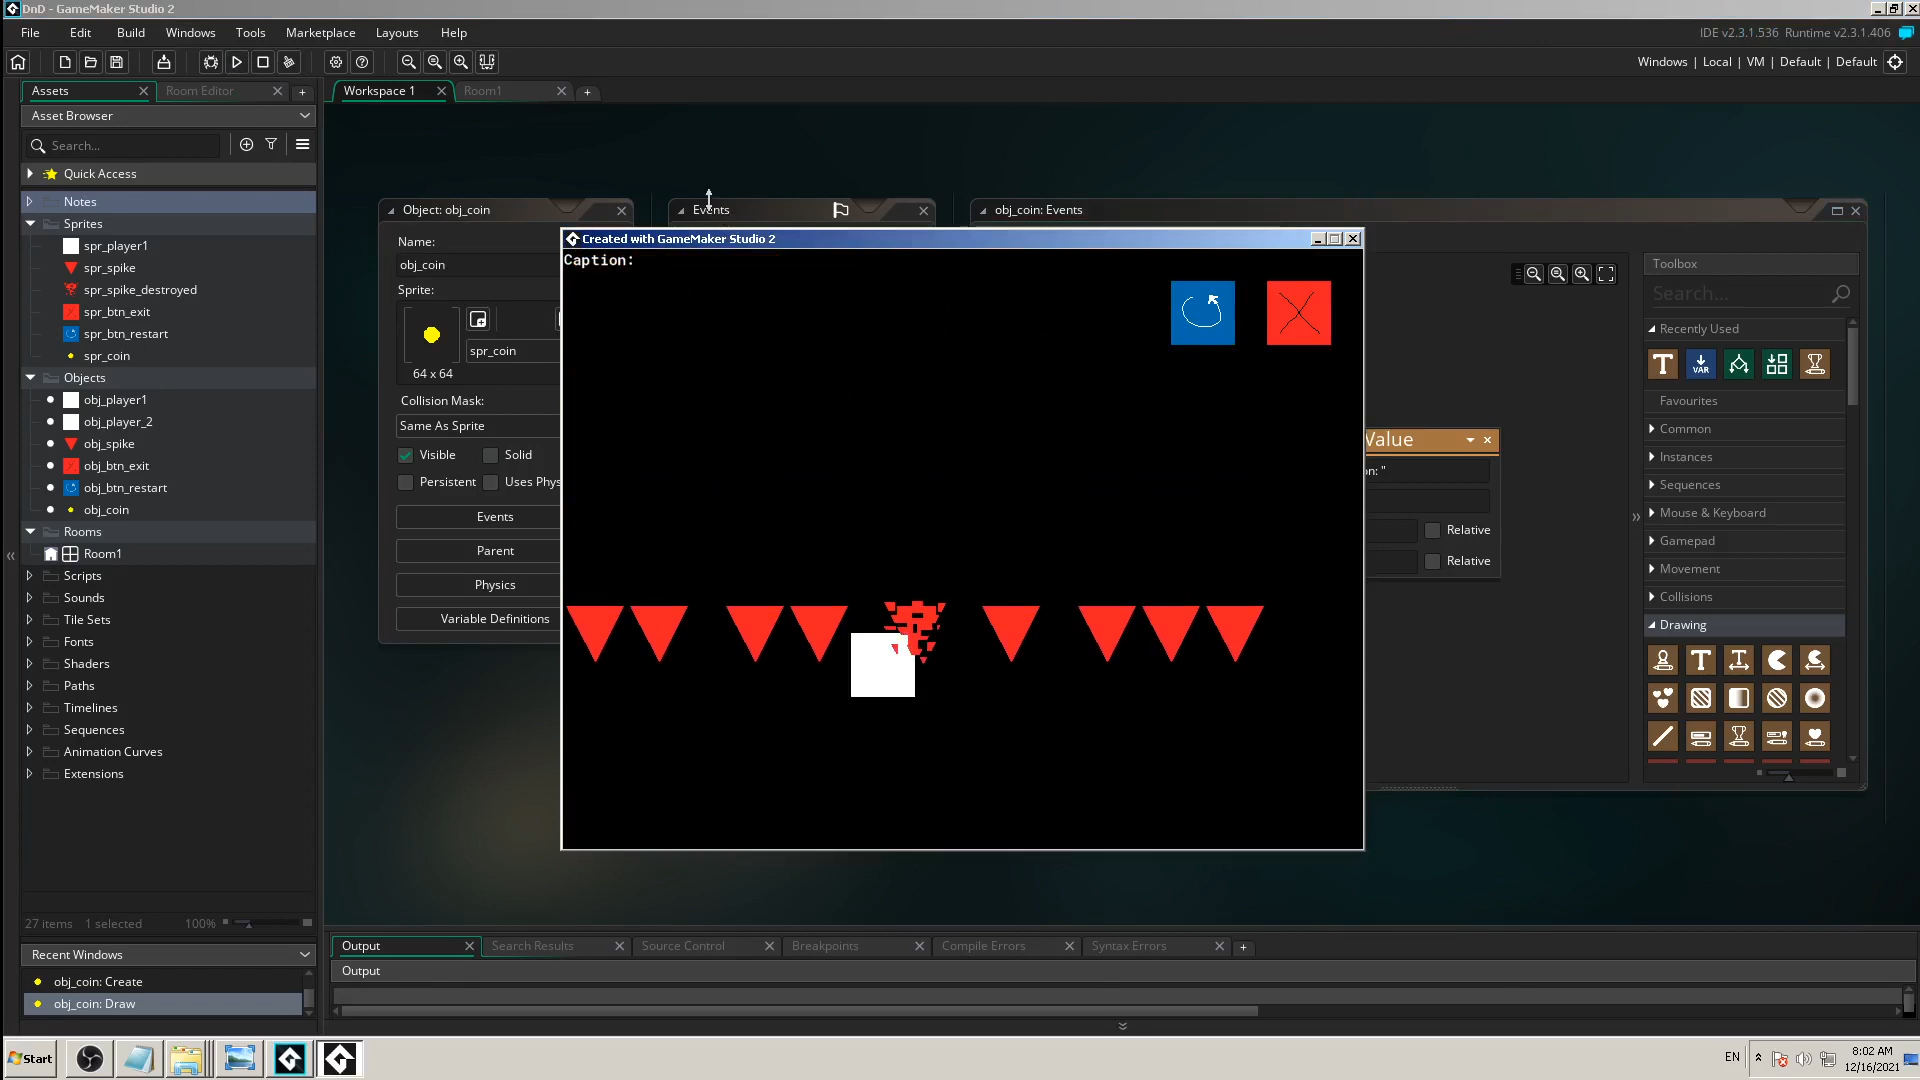 DnD - GameMaker Studio 2
File Edit Build Windows Tools Marketplace Layouts Help
IDE v2.3.1.536 Runtime v2.3.1.406
Windows | Local | VM | Default | Default
Assets Room Editor
Workspace 1 Room1
Asset Browser
Search...
Quick Access
Notes
Sprites
spr_player1
spr_spike
spr_spike_destroyed
spr_btn_exit
spr_btn_restart
spr_coin
Objects
obj_player1
obj_player_2
obj_spike
obj_btn_exit
obj_btn_restart
obj_coin
Rooms
Room1
Scripts
Sounds
Tile Sets
Fonts
Shaders
Paths
Timelines
Sequences
Animation Curves
Extensions
27 items 1 selected 100%
Recent Windows
obj_coin: Create
obj_coin: Draw
Object: obj_coin
Name:
obj_coin
Sprite:
spr_coin
64 x 64
Collision Mask:
Same As Sprite
Visible Solid
Persistent Uses Phys
Events
Parent
Physics
Variable Definitions
Events
obj_coin: Events
Created with GameMaker Studio 2
Caption:
Value
on: "
Relative
Relative
Toolbox
Search...
Recently Used
T VAR
Favourites
Common
Instances
Sequences
Mouse & Keyboard
Gamepad
Movement
Collisions
Drawing
Output Search Results Source Control Breakpoints Compile Errors Syntax Errors
Output
Start
EN
8:02 AM
12/16/2021